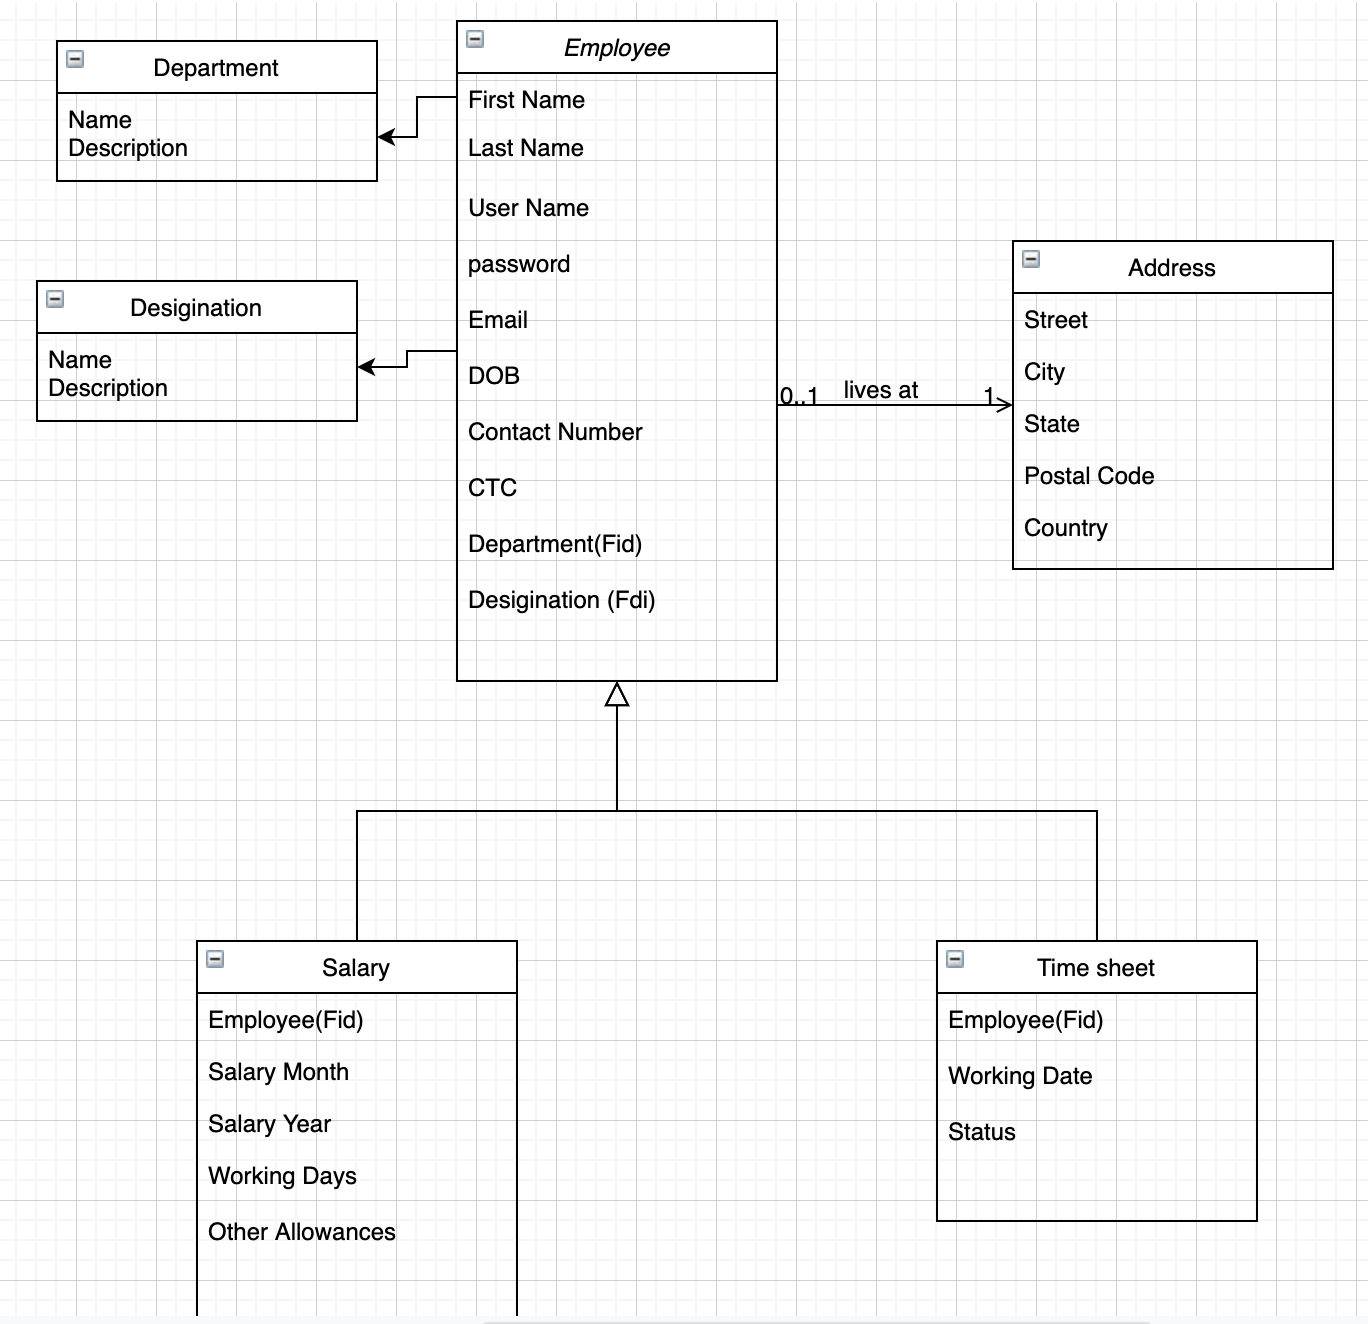 Department
Name
Description
Employee
First Name
Last Name
User Name
password
Email
DOB
Contact Number
CTC
Department(Fid)
Desigination (Fdi)
Desigination
Name
Description
0..1 lives at 1
Address
Street
City
State
Postal Code
Country
Salary
Employee(Fid)
Salary Month
Salary Year
Working Days
Other Allowances
Time sheet
Employee(Fid)
Working Date
Status